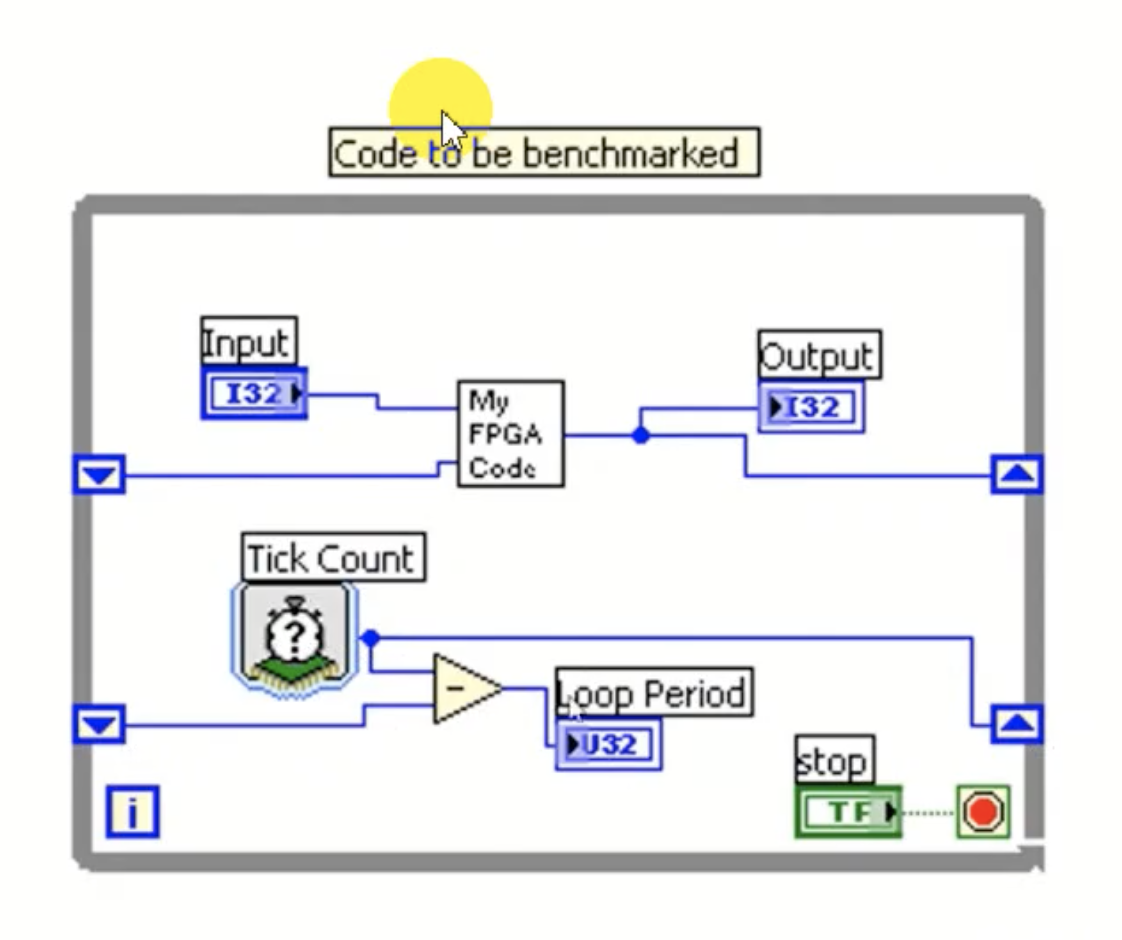 Code to be benchmarked
Input
I32
My
FPGA
Code
Output
I32
Tick Count
?
-
Loop Period
U32
stop
TF
i